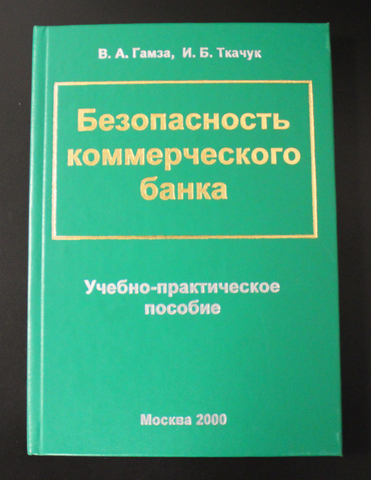 В. А. Гамза, И. Б. Ткачук
Безопасность
коммерческого
банка
Учебно-практическое
пособие
Москва 2000